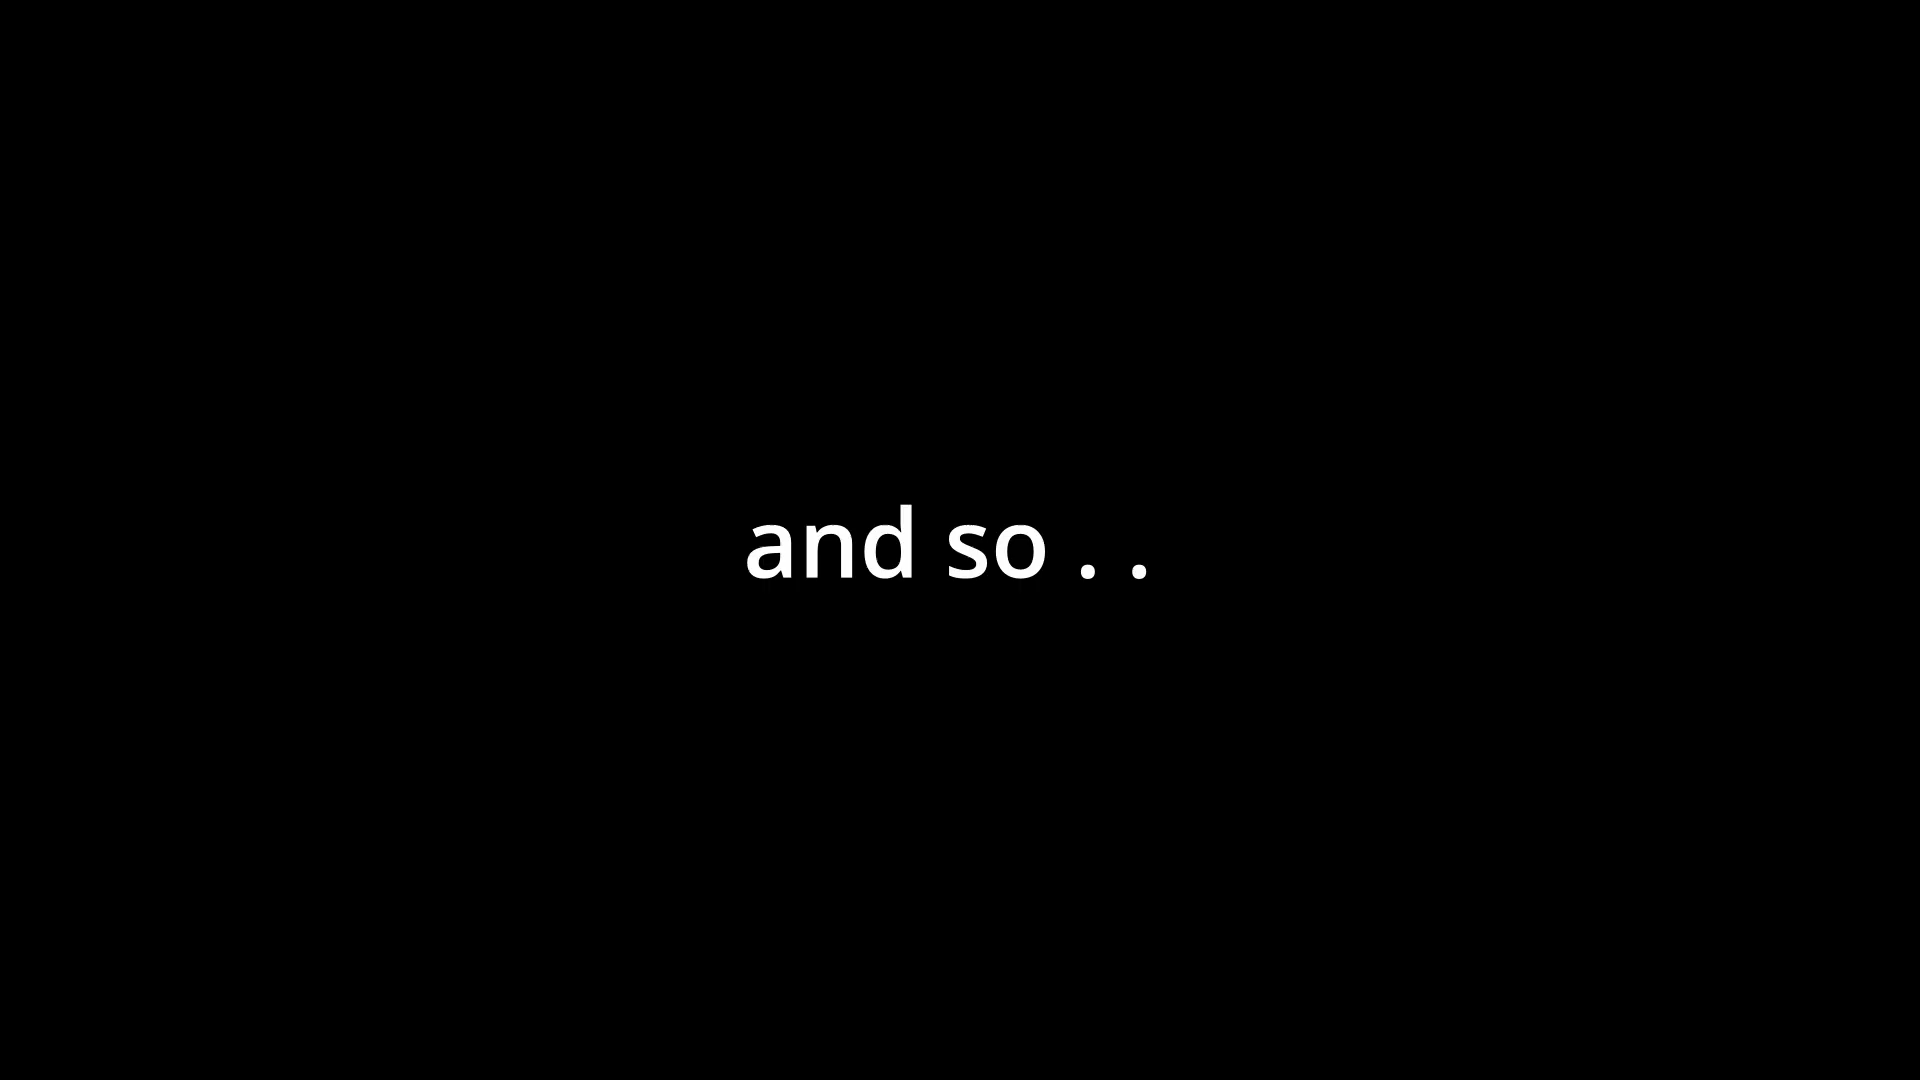 and so . .